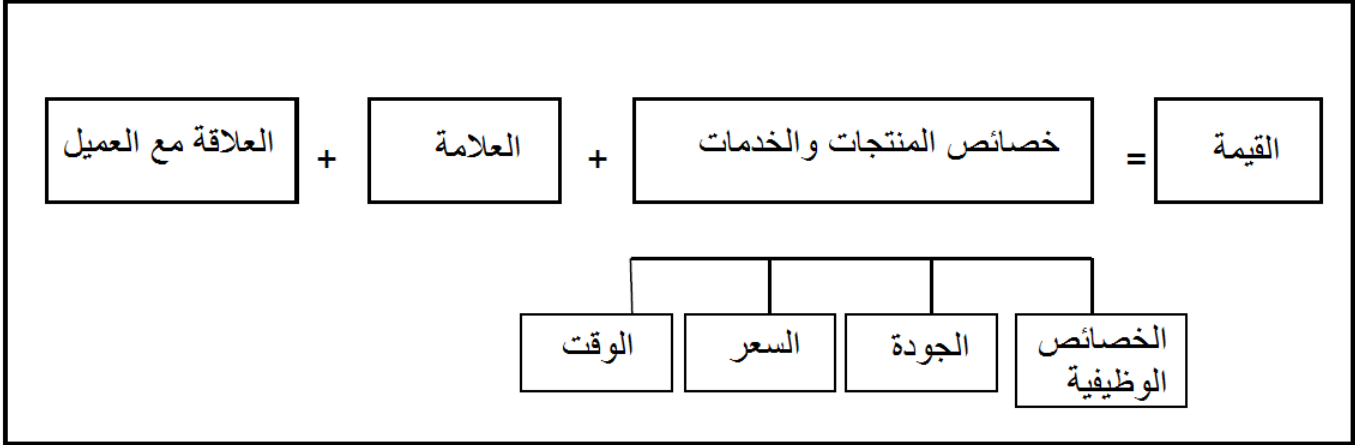 القيمة = خصائص المنتجات والخدمات + العلامة + العلاقة مع العميل
الخصائص الوظيفية
الجودة
السعر
الوقت